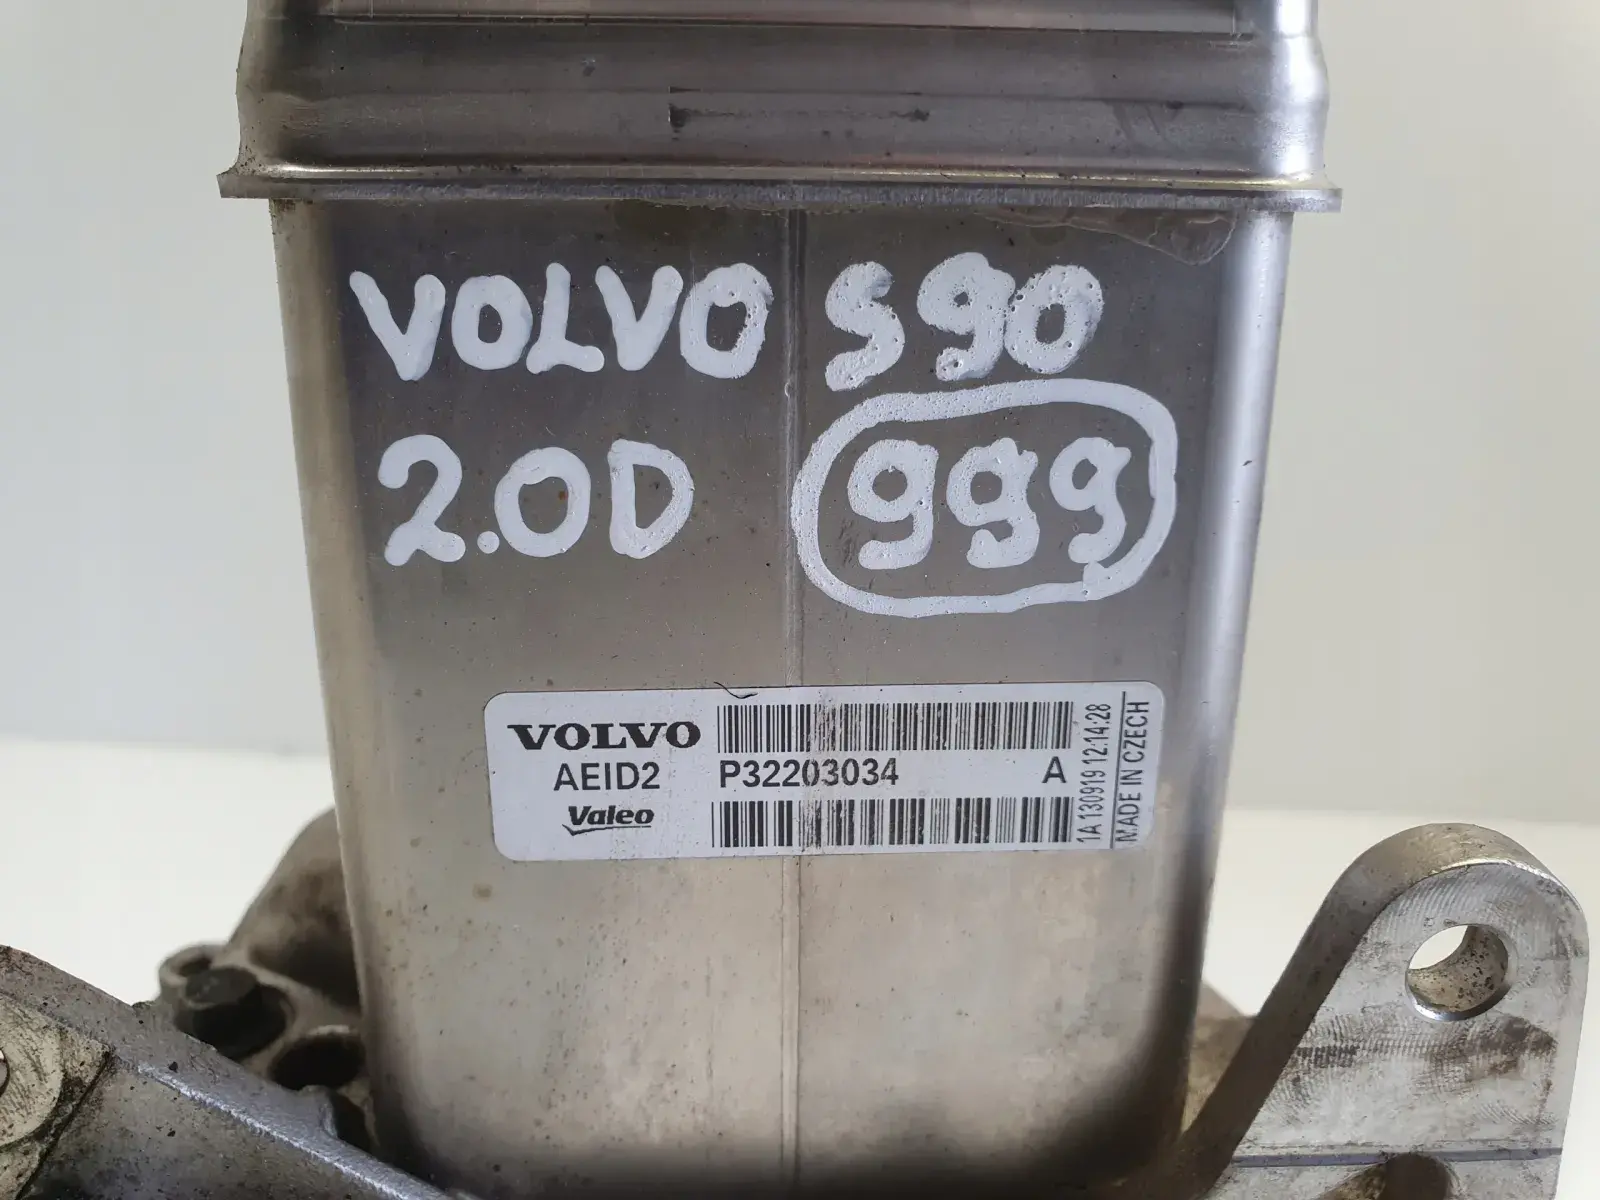 VOLVO S90
2.0D 999
VOLVO
AEID2
Valeo
P32203034 A
1A 130919 12:14:28
MADE IN CZECH